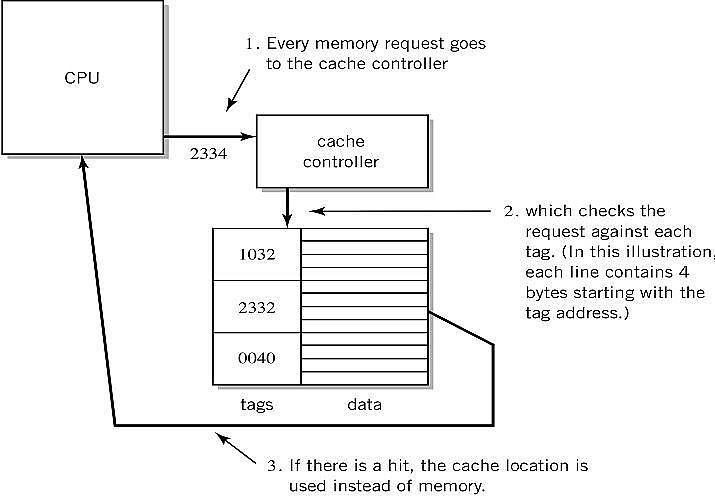 1. Every memory request goes
to the cache controller
CPU
2334
cache
controller
2. which checks the
request against each
tag. (In this illustration,
each line contains 4
bytes starting with the
tag address.)
1032
2332
0040
tags data
3. If there is a hit, the cache location is
used instead of memory.